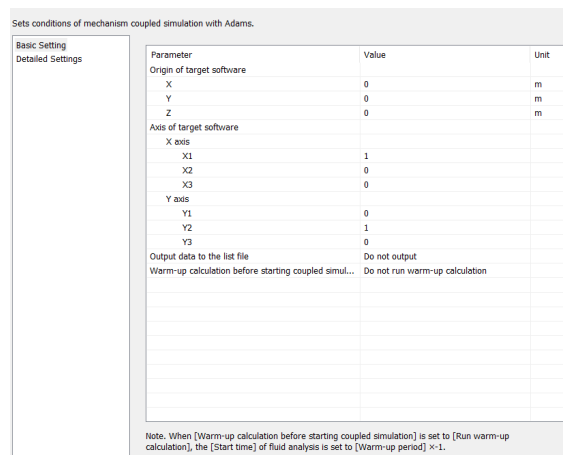 Sets conditions of mechanism coupled simulation with Adams.
Basic Setting
Detailed Settings
Parameter Value Unit
Origin of target software
X 0 m
Y 0 m
Z 0 m
Axis of target software
X axis
X1 1
X2 0
X3 0
Y axis
Y1 0
Y2 1
Y3 0
Output data to the list file Do not output
Warm-up calculation before starting coupled simul... Do not run warm-up calculation
Note. When [Warm-up calculation before starting coupled simulation] is set to [Run warm-up
calculation], the [Start time] of fluid analysis is set to [Warm-up period] ×-1.